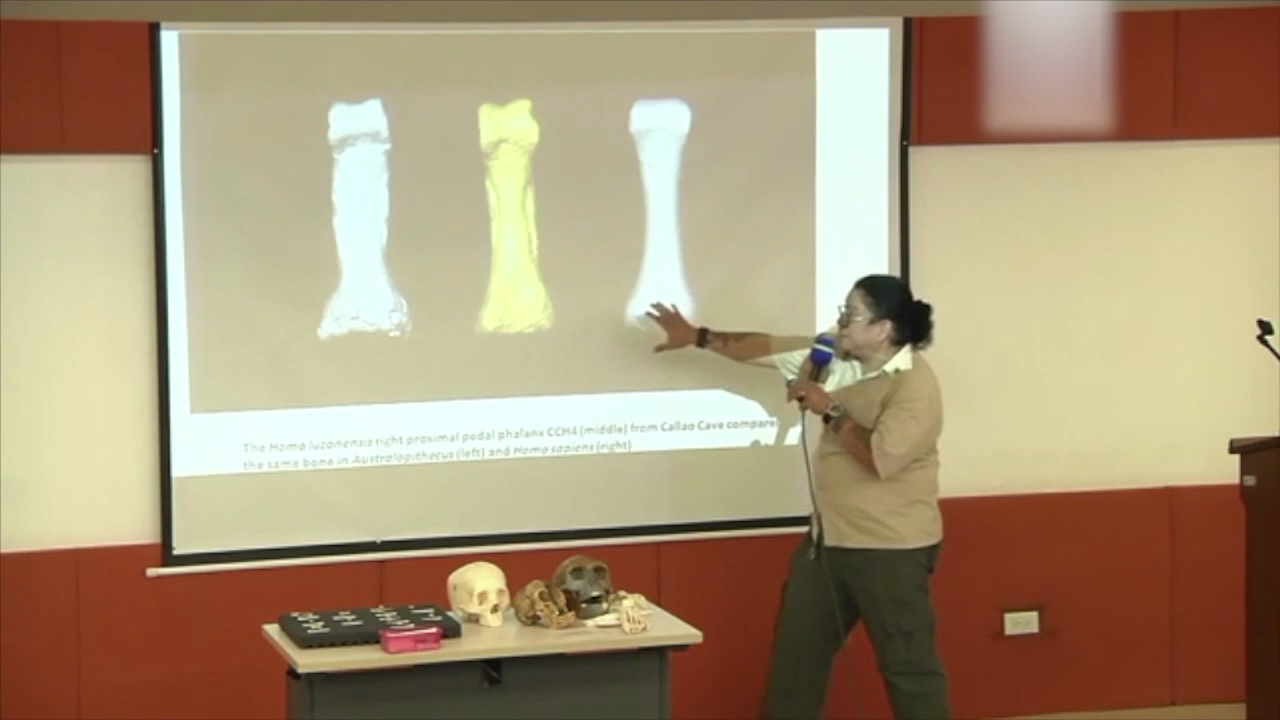 The Homo luzonensis right proximal pedal phalanx CCH4 (middle) from Callao Cave compare
the same bone in Australopithecus (left) and Homo sapiens (right)